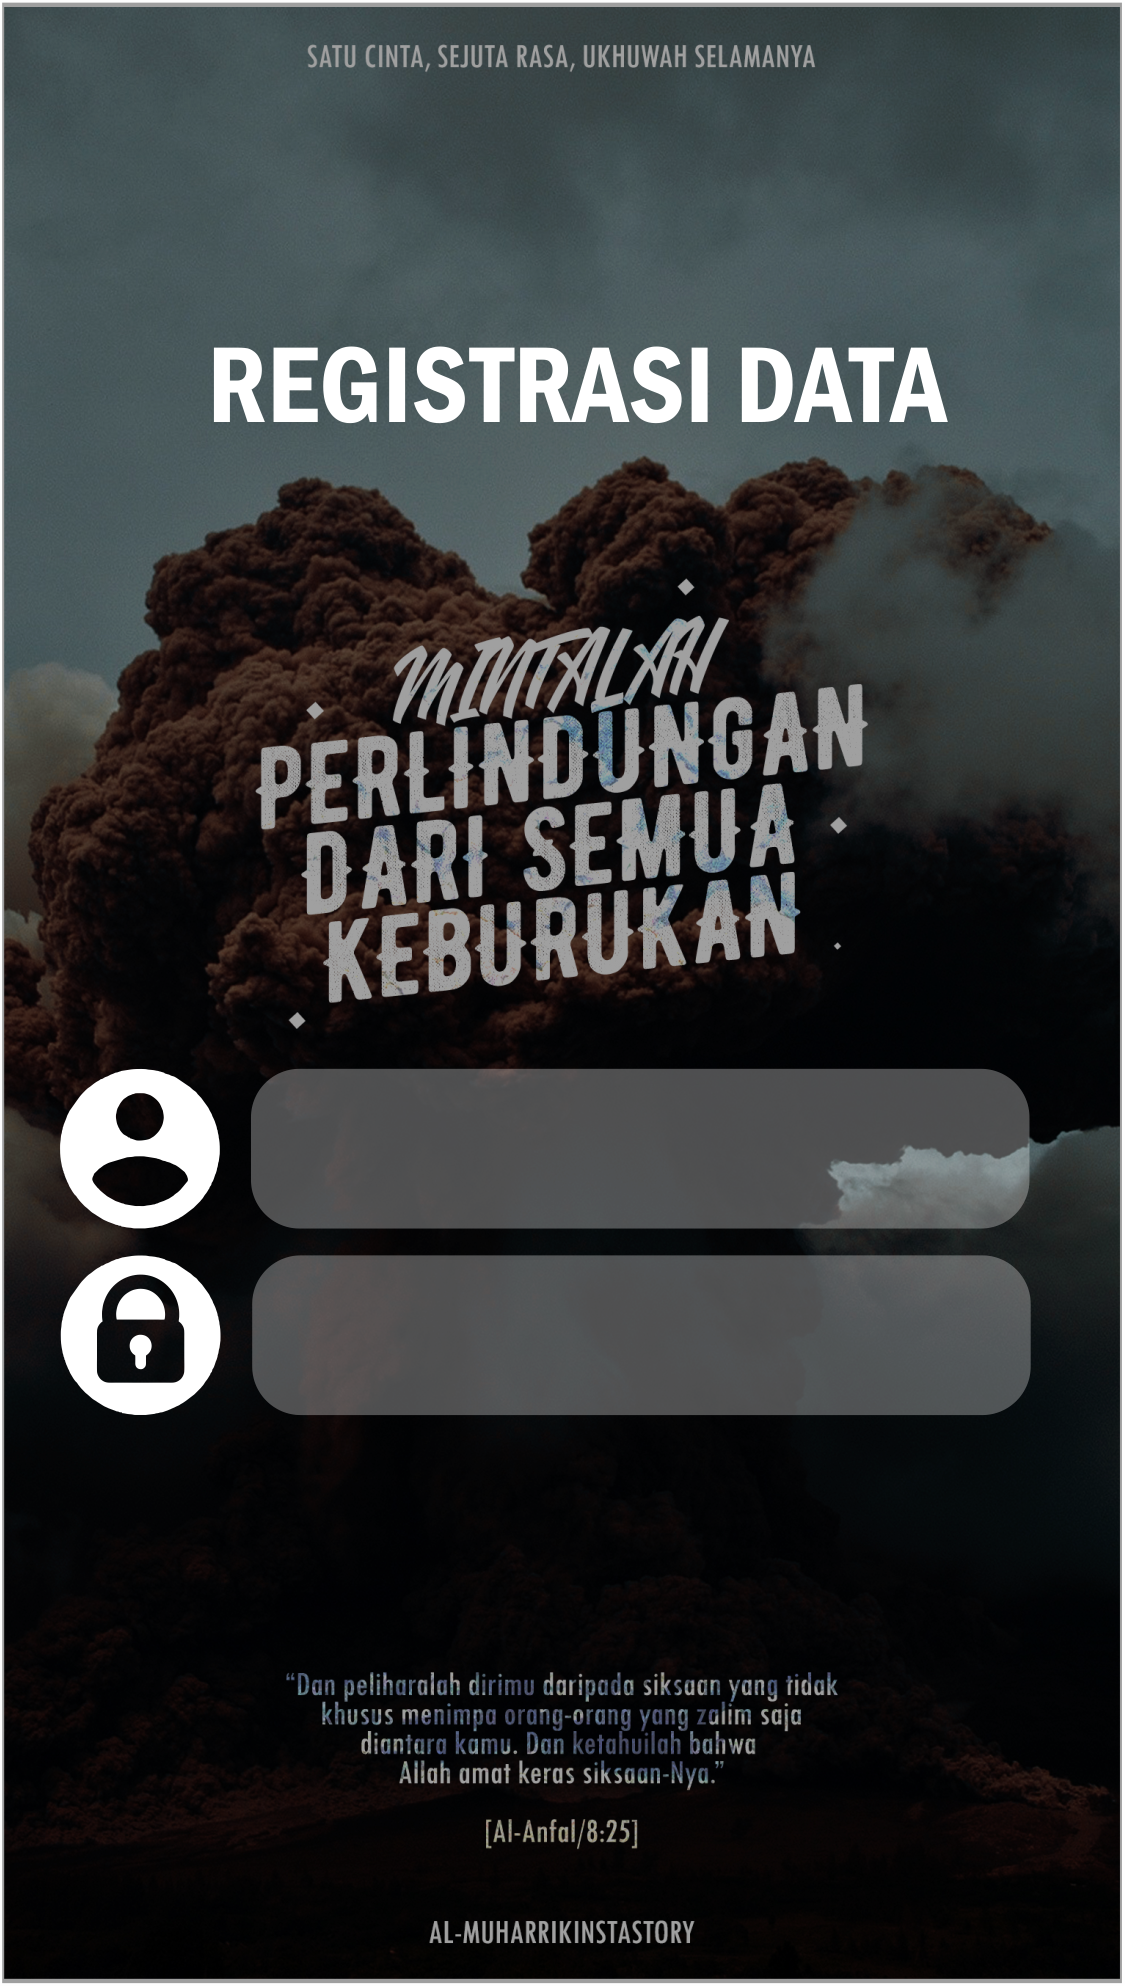 SATU CINTA, SEJUTA RASA, UKHUWAH SELAMANYA
REGISTRASI DATA
MINTALAH
PERLINDUNGAN
DARI SEMUA
KEBURUKAN
“Dan peliharalah dirimu daripada siksaan yang tidak
khusus menimpa orang-orang yang zalim saja
diantara kamu. Dan ketahuilah bahwa
Allah amat keras siksaan-Nya.”
[Al-Anfal/8:25]
AL-MUHARRIKINSTASTORY